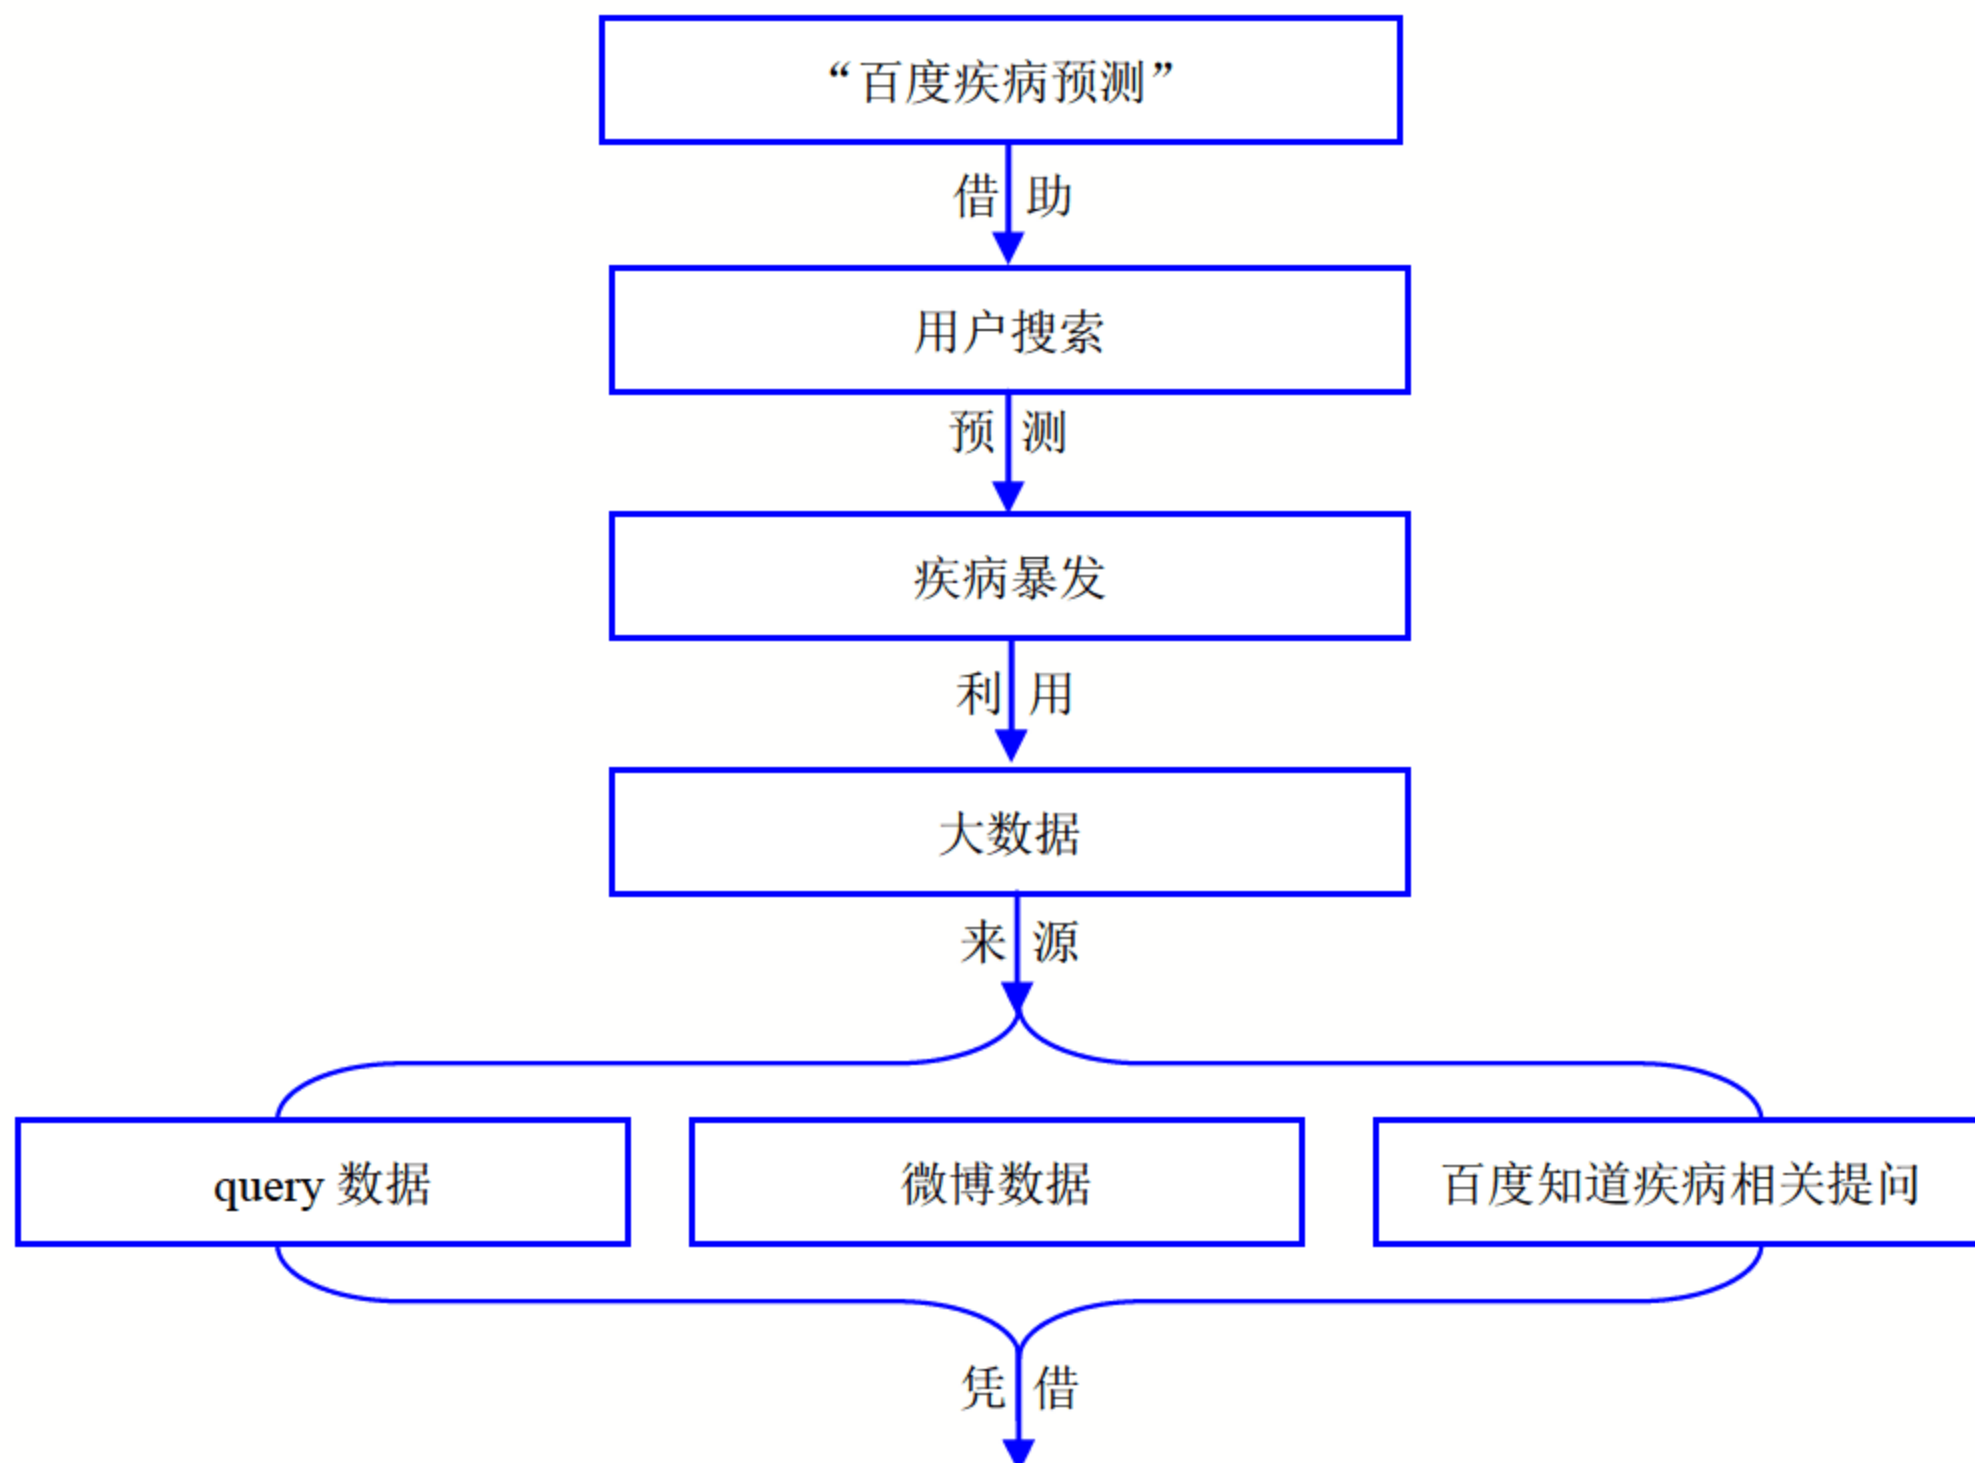 “百度疾病预测”
借 助
用户搜索
预 测
疾病暴发
利 用
大数据
来 源
query 数据
微博数据
百度知道疾病相关提问
凭 借